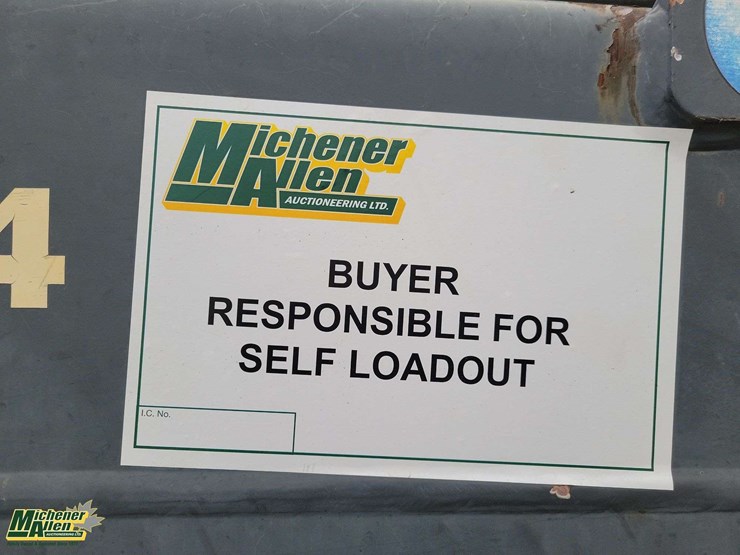 Michener
Allen
AUCTIONEERING LTD.
4
BUYER
RESPONSIBLE FOR
SELF LOADOUT
I.C. No.
Michener
Allen
AUCTIONEERING LTD.